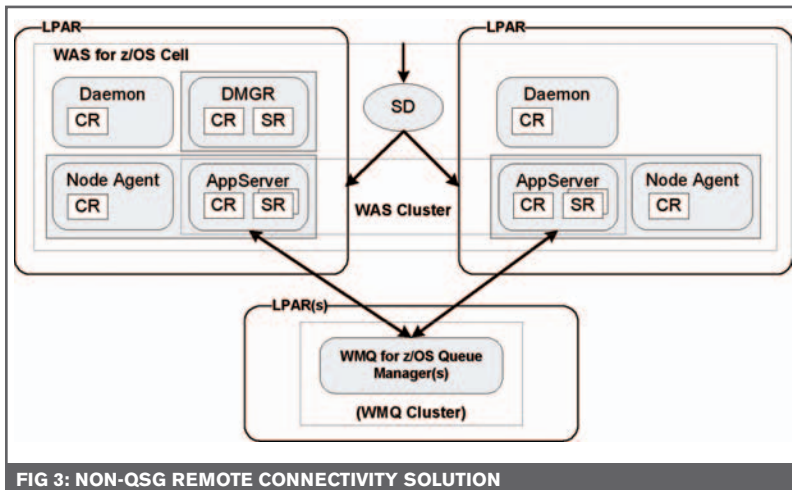 LPAR
WAS for z/OS Cell
Daemon
CR
DMGR
CR SR
Node Agent
CR
AppServer
CR SR
SD
WAS Cluster
LPAR
Daemon
CR
AppServer
CR SR
Node Agent
CR
LPAR(s)
WMQ for z/OS Queue
Manager(s)
(WMQ Cluster)
FIG 3: NON-QSG REMOTE CONNECTIVITY SOLUTION